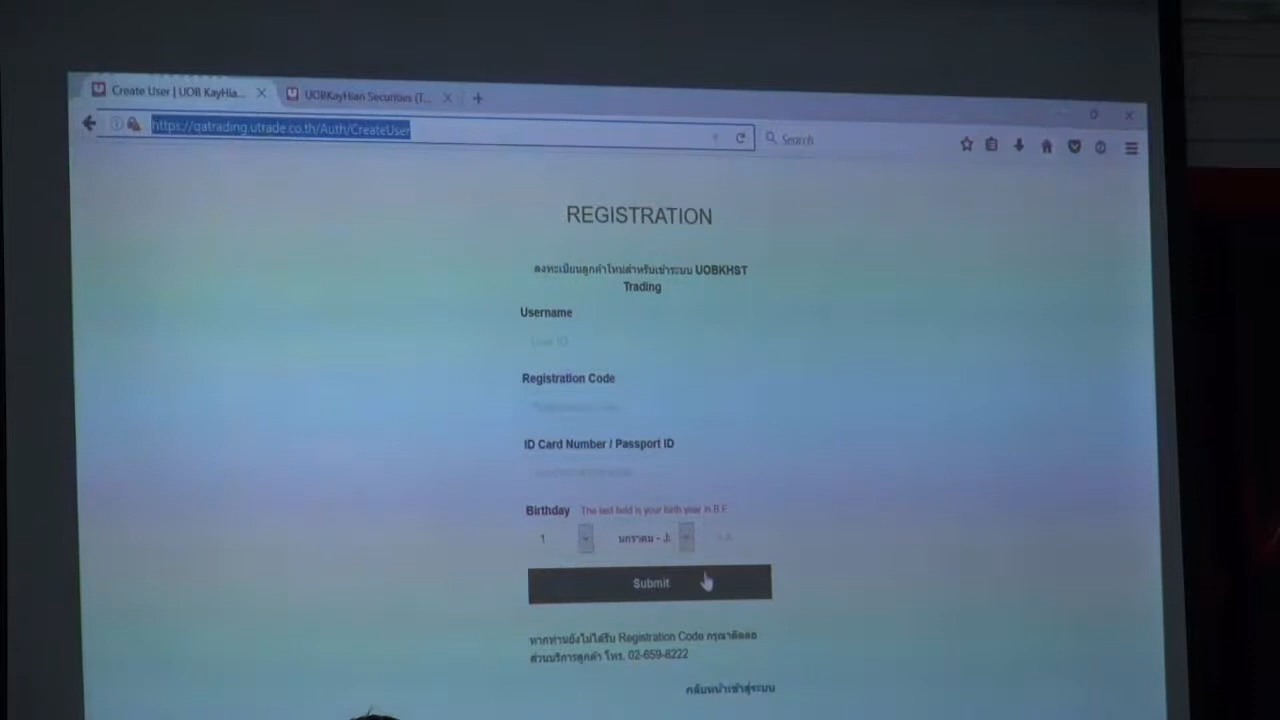 Create User | UOB KayHia...
UOBKayHian Securities (T...
https://qatrading.utrade.co.th/Auth/CreateUser
Search
REGISTRATION
ลงทะเบียนลูกค้าใหม่สำหรับเข้าระบบ UOBKHST
Trading
Username
User ID
Registration Code
ID Card Number / Passport ID
Birthday The last field is your birth year in B.E.
1 มกราคม - J
Submit
หากท่านยังไม่ได้รับ Registration Code กรุณาติดต่อ
ส่วนบริการลูกค้า โทร. 02-659-8222
กลับหน้าเข้าสู่ระบบ